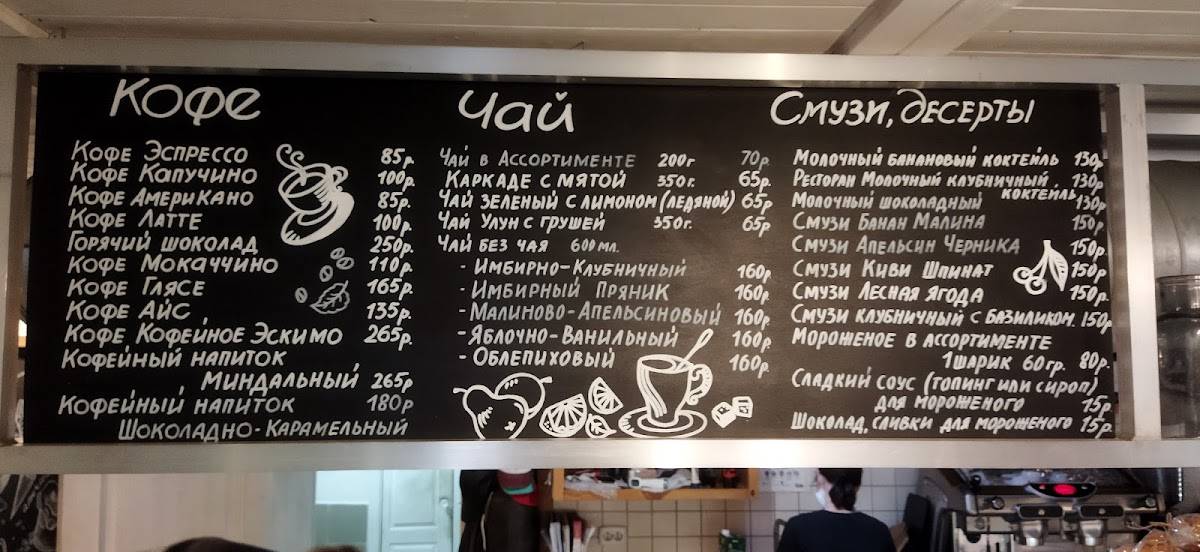 Кофе
Кофе Эспрессо 85р.
Кофе Капучино 100р.
Кофе Американо 85р.
Кофе Латте 100р.
Горячий шоколад 250р.
Кофе Мокаччино 110р.
Кофе Глясе 165р.
Кофе Айс 135р.
Кофе, Кофейное Эскимо 265р.
Кофейный напиток
Миндальный 265р
Кофейный напиток 180р
Шоколадно-Карамельный
Чай
Чай в Ассортименте 200г 70р
Каркаде с мятой 350г. 65р.
Чай зеленый с лимоном (ледяной) 65р
Чай Улун с грушей 350г. 65р
Чай без чая 600мл.
- Имбирно-Клубничный 160р
- Имбирный Пряник 160р.
- Малиново-Апельсиновый 160р.
- Яблочно-Ванильный 160р.
- Облепиховый 160р
Смузи, десерты
Молочный банановый коктейль 130р
Ресторан Молочный клубничный 130р
коктейль
Молочный шоколадный 130р
Смузи Банан Малина 150р
Смузи Апельсин Черника 150р.
Смузи Киви Шпинат 150р
Смузи Лесная ягода 150р.
Смузи клубничный с базиликом. 150р
Мороженое в ассортименте
1шарик 60гр. 80р.
Сладкий соус (топинг или сироп)
для мороженого 15р.
Шоколад, сливки для мороженого 15р.